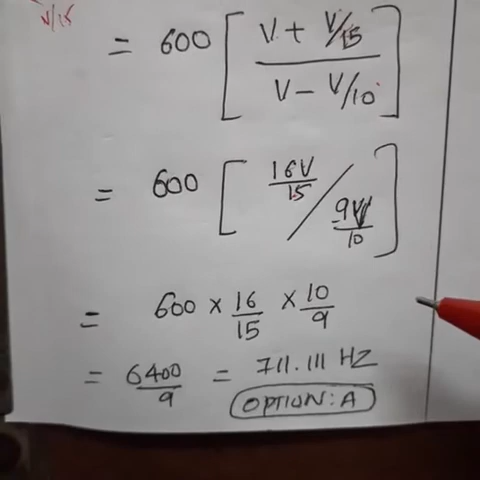 V/15
= 600 [ (V + V/15) / (V - V/10) ]
= 600 [ 16V/15 / 9V/10 ]
= 600 × 16/15 × 10/9
= 6400/9 = 711.111 HZ
OPTION: A